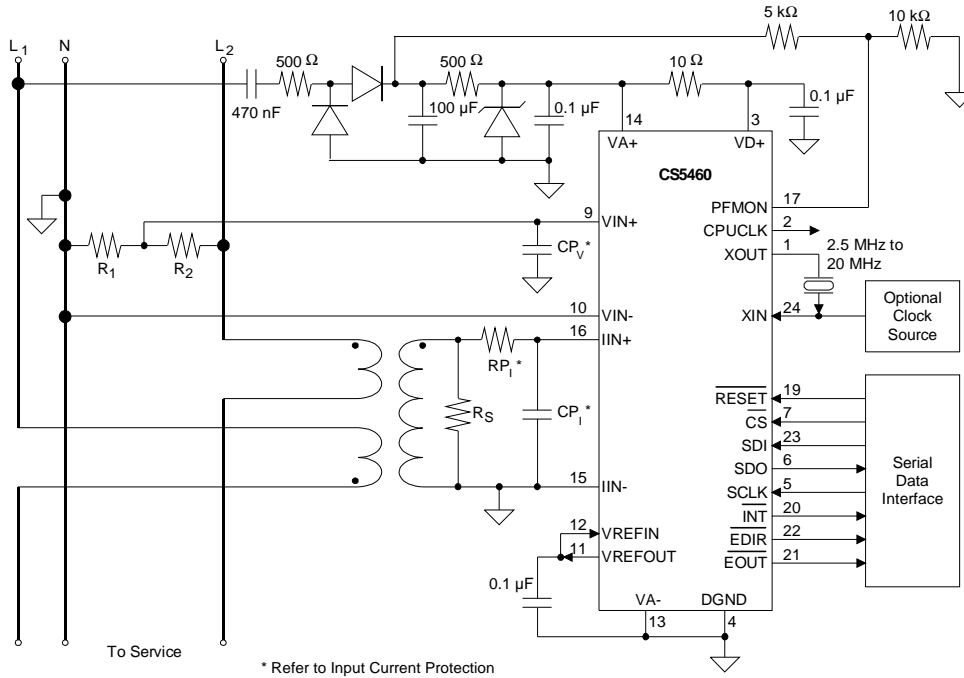 5 kΩ
10 kΩ
L1
N
L2
500 Ω
500 Ω
10 Ω
470 nF
100 µF
0.1 µF
0.1 µF
14
3
VA+
VD+
CS5460
17
PFMON
9
VIN+
2
CPUCLK
1
XOUT
2.5 MHz to
20 MHz
R1
R2
CPV*
10
VIN-
24
XIN
Optional
Clock
Source
16
IIN+
RPI*
RS
CPI*
19
RESET
7
CS
23
SDI
6
SDO
5
SCLK
20
INT
22
EDIR
21
EOUT
Serial
Data
Interface
15
IIN-
12
VREFIN
11
VREFOUT
0.1 µF
VA-
DGND
13
4
To Service
* Refer to Input Current Protection